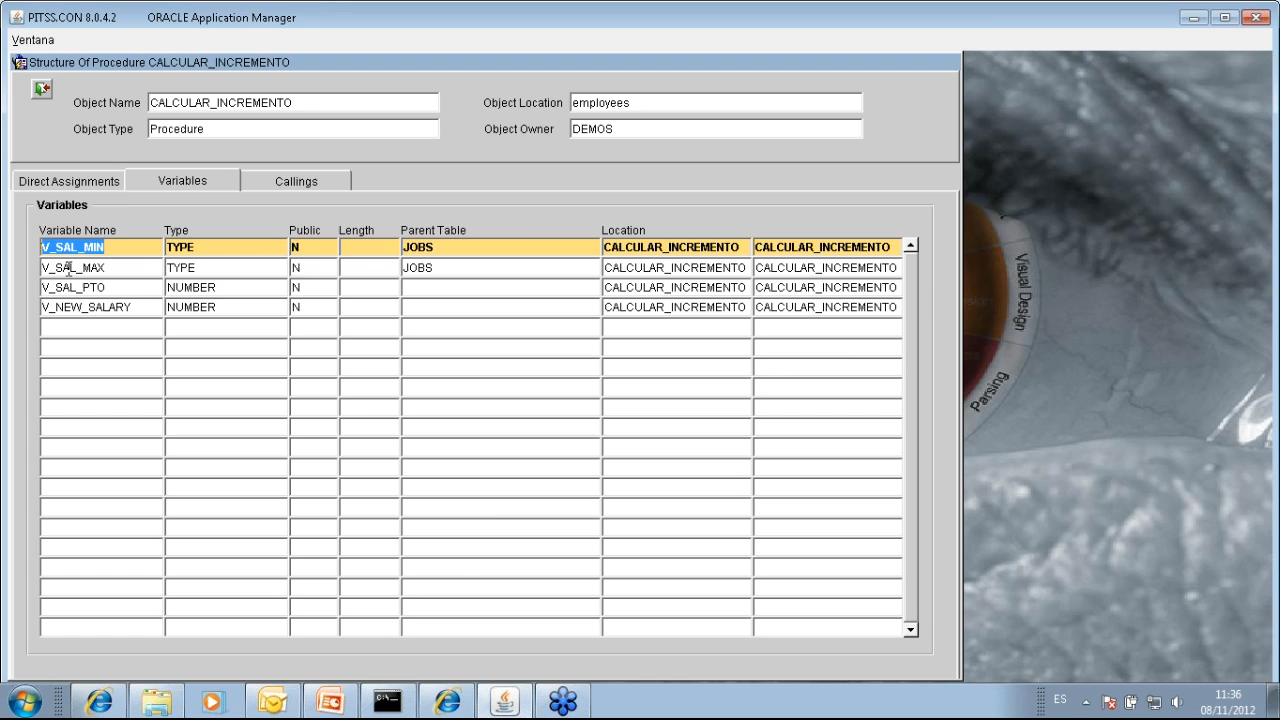 PITSS.CON 8.0.4.2 ORACLE Application Manager
Ventana
Structure Of Procedure CALCULAR_INCREMENTO
Object Name CALCULAR_INCREMENTO Object Location employees
Object Type Procedure Object Owner DEMOS
Direct Assignments Variables Callings
Variables
Variable Name Type Public Length Parent Table Location
V_SAL_MIN TYPE N JOBS CALCULAR_INCREMENTO CALCULAR_INCREMENTO
V_SAL_MAX TYPE N JOBS CALCULAR_INCREMENTO CALCULAR_INCREMENTO
V_SAL_PTO NUMBER N CALCULAR_INCREMENTO CALCULAR_INCREMENTO
V_NEW_SALARY NUMBER N CALCULAR_INCREMENTO CALCULAR_INCREMENTO
Visual Design
Parsing
ES
11:36
08/11/2012